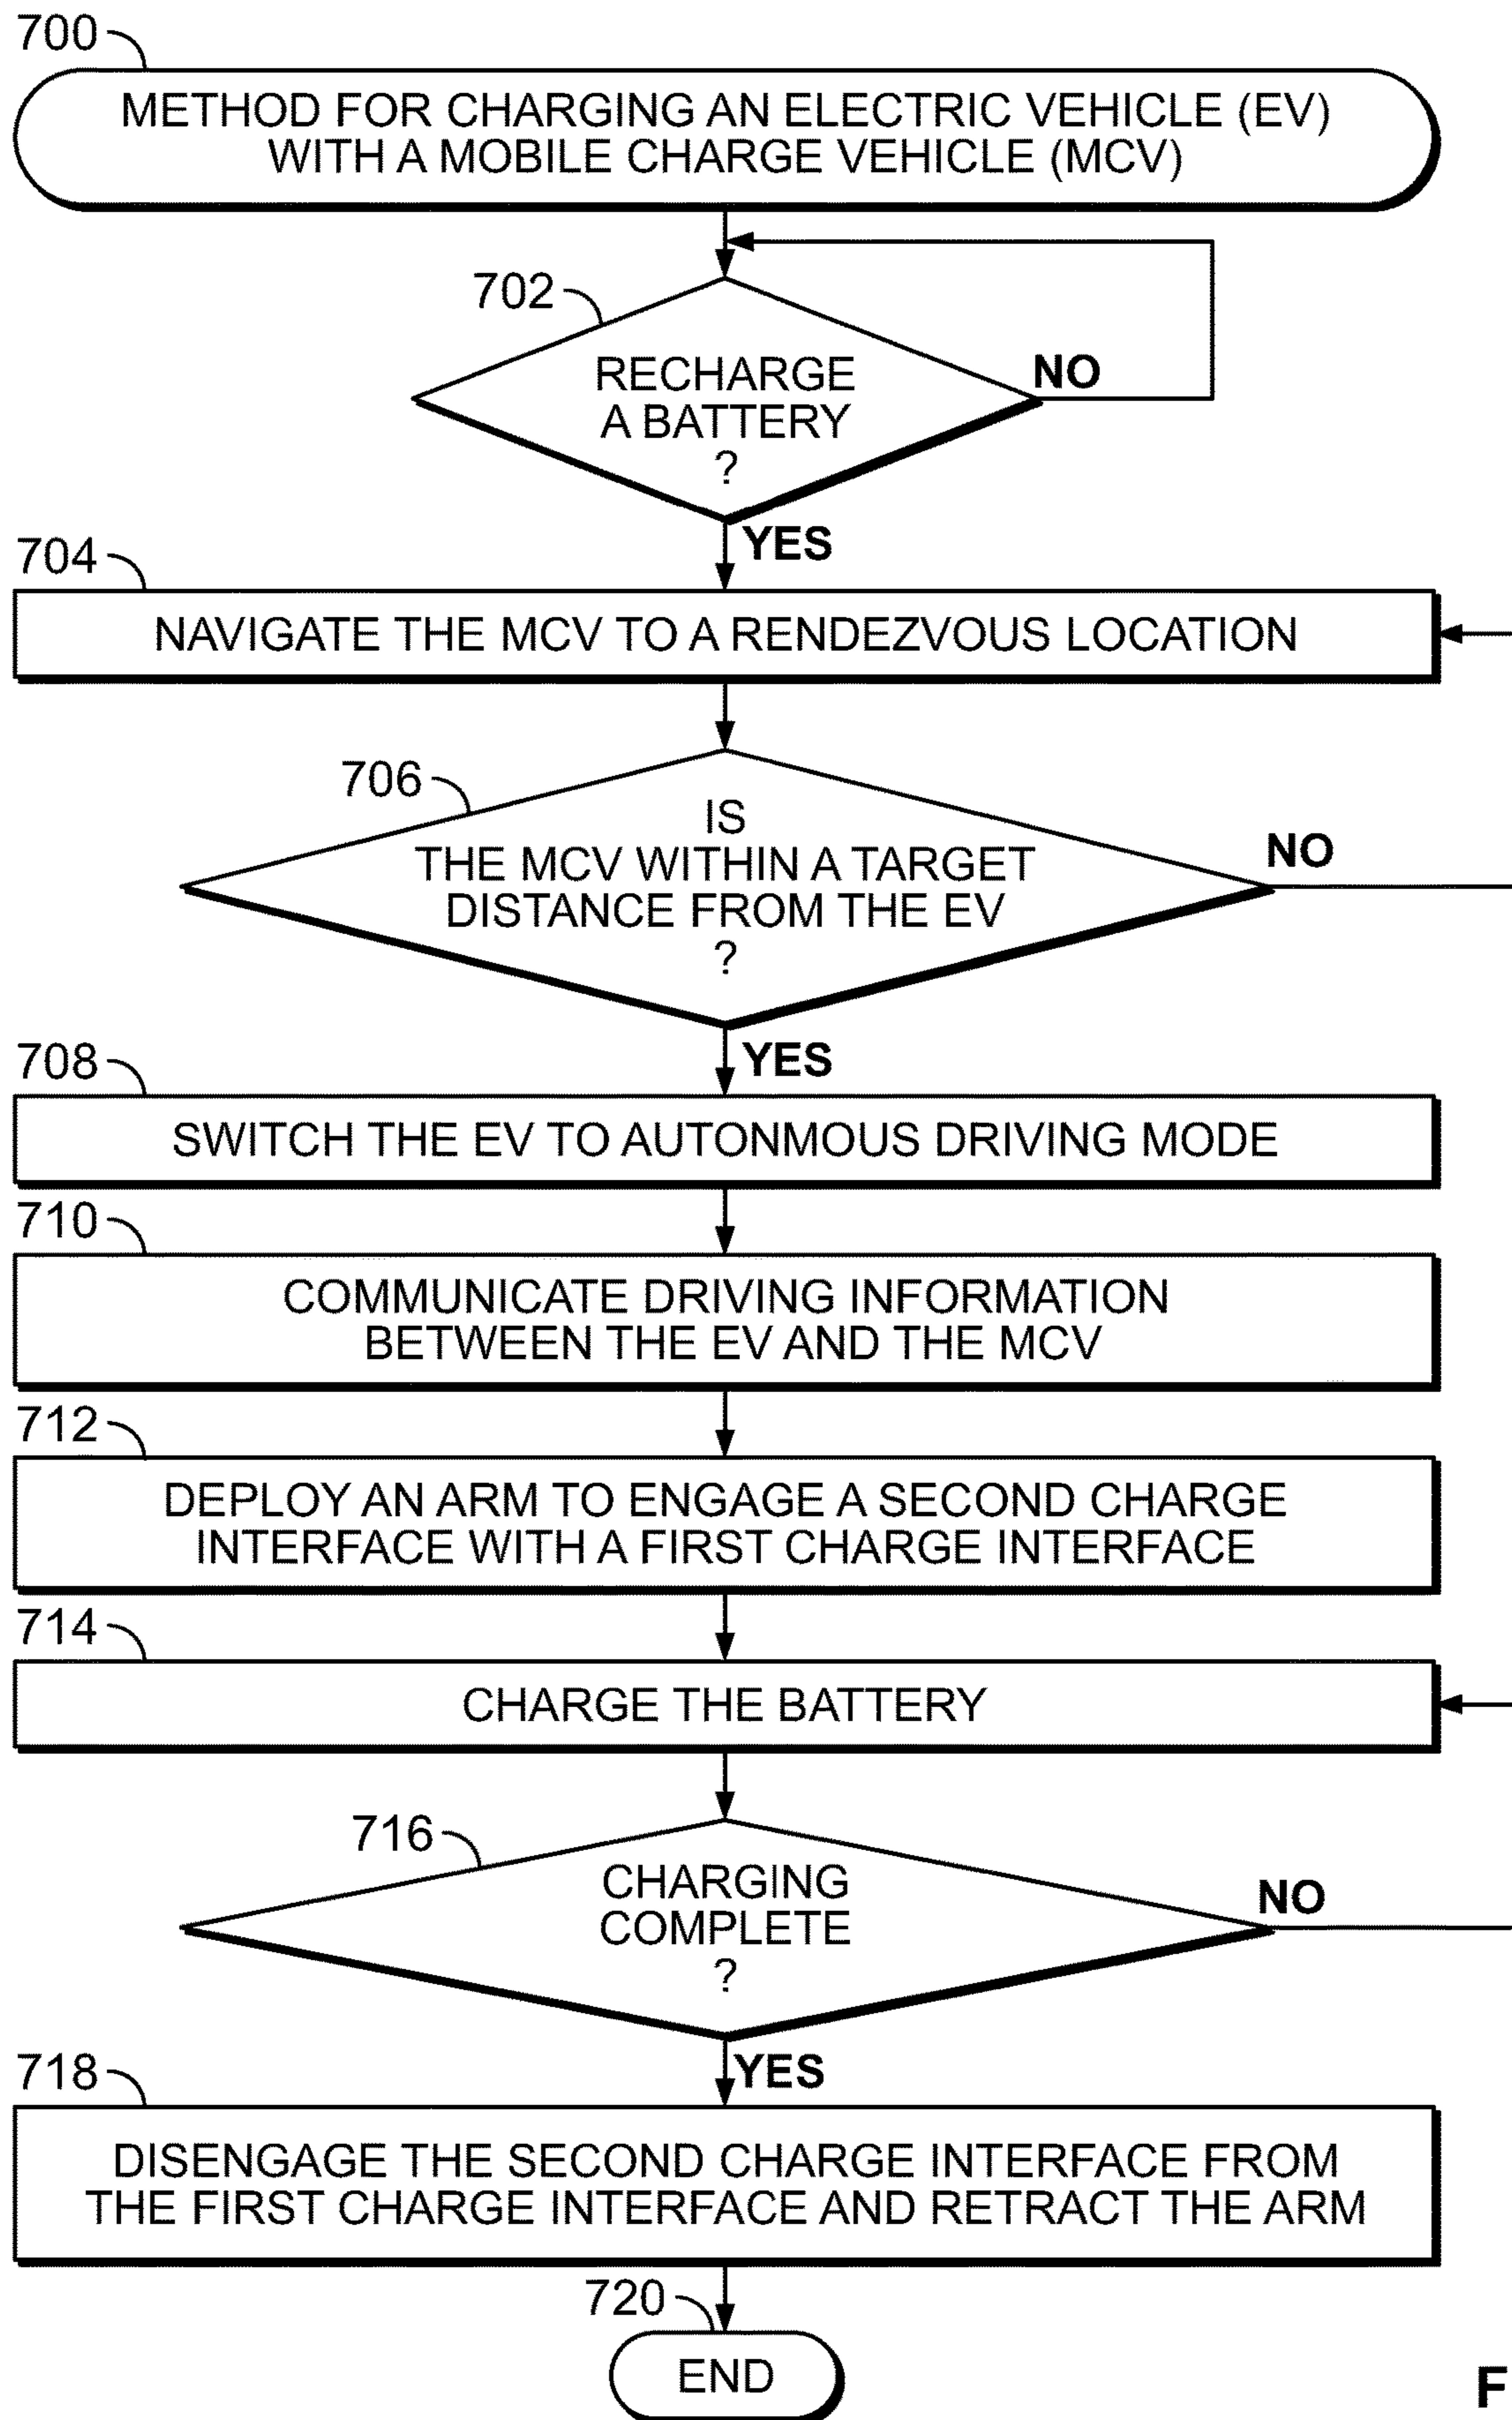 700
METHOD FOR CHARGING AN ELECTRIC VEHICLE (EV)
WITH A MOBILE CHARGE VEHICLE (MCV)
702
RECHARGE
A BATTERY
?
NO
YES
704
NAVIGATE THE MCV TO A RENDEZVOUS LOCATION
706
IS
THE MCV WITHIN A TARGET
DISTANCE FROM THE EV
?
NO
YES
708
SWITCH THE EV TO AUTONMOUS DRIVING MODE
710
COMMUNICATE DRIVING INFORMATION
BETWEEN THE EV AND THE MCV
712
DEPLOY AN ARM TO ENGAGE A SECOND CHARGE
INTERFACE WITH A FIRST CHARGE INTERFACE
714
CHARGE THE BATTERY
716
CHARGING
COMPLETE
?
NO
YES
718
DISENGAGE THE SECOND CHARGE INTERFACE FROM
THE FIRST CHARGE INTERFACE AND RETRACT THE ARM
720
END
F